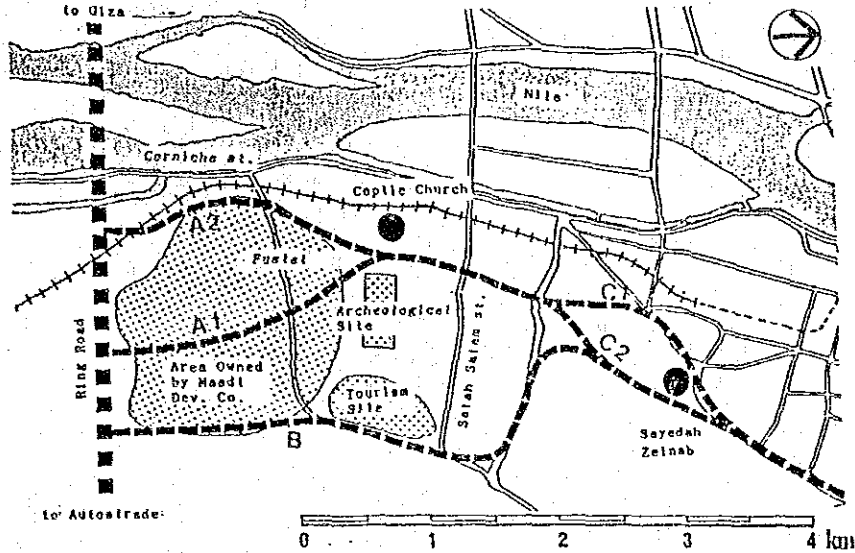 to Giza
Nile
Corniche st.
Coptic Church
A2
Fustat
A1
Archeological
Site
C1
C2
Ring Road
Area Owned
by Maadi
Dev. Co.
Salah Salem st.
Tourism
Site
B
Sayedah
Zeinab
to Autostrade
0 1 2 3 4 km